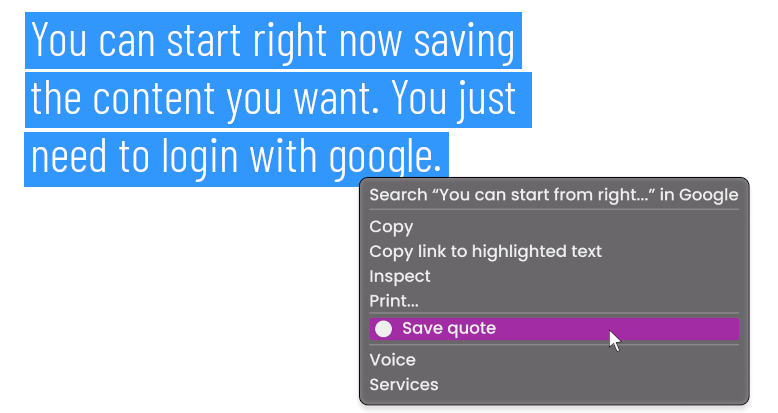 You can start right now saving
the content you want. You just
need to login with google.
Search “You can start from right...” in Google
Copy
Copy link to highlighted text
Inspect
Print...
Save quote
Voice
Services